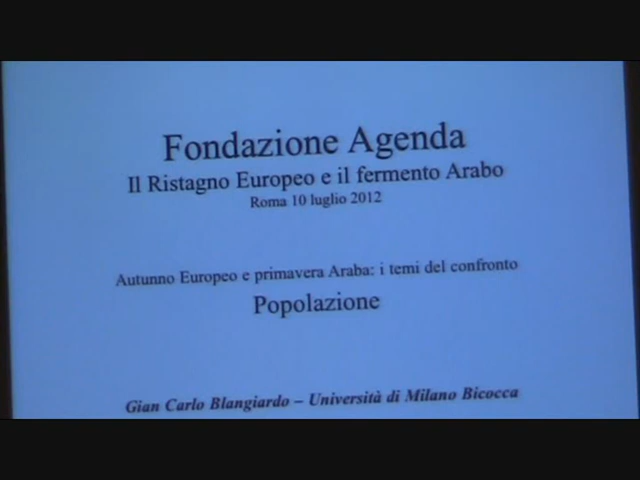 Fondazione Agenda
Il Ristagno Europeo e il fermento Arabo
Roma 10 luglio 2012
Autunno Europeo e primavera Araba: i temi del confronto
Popolazione
Gian Carlo Blangiardo – Università di Milano Bicocca